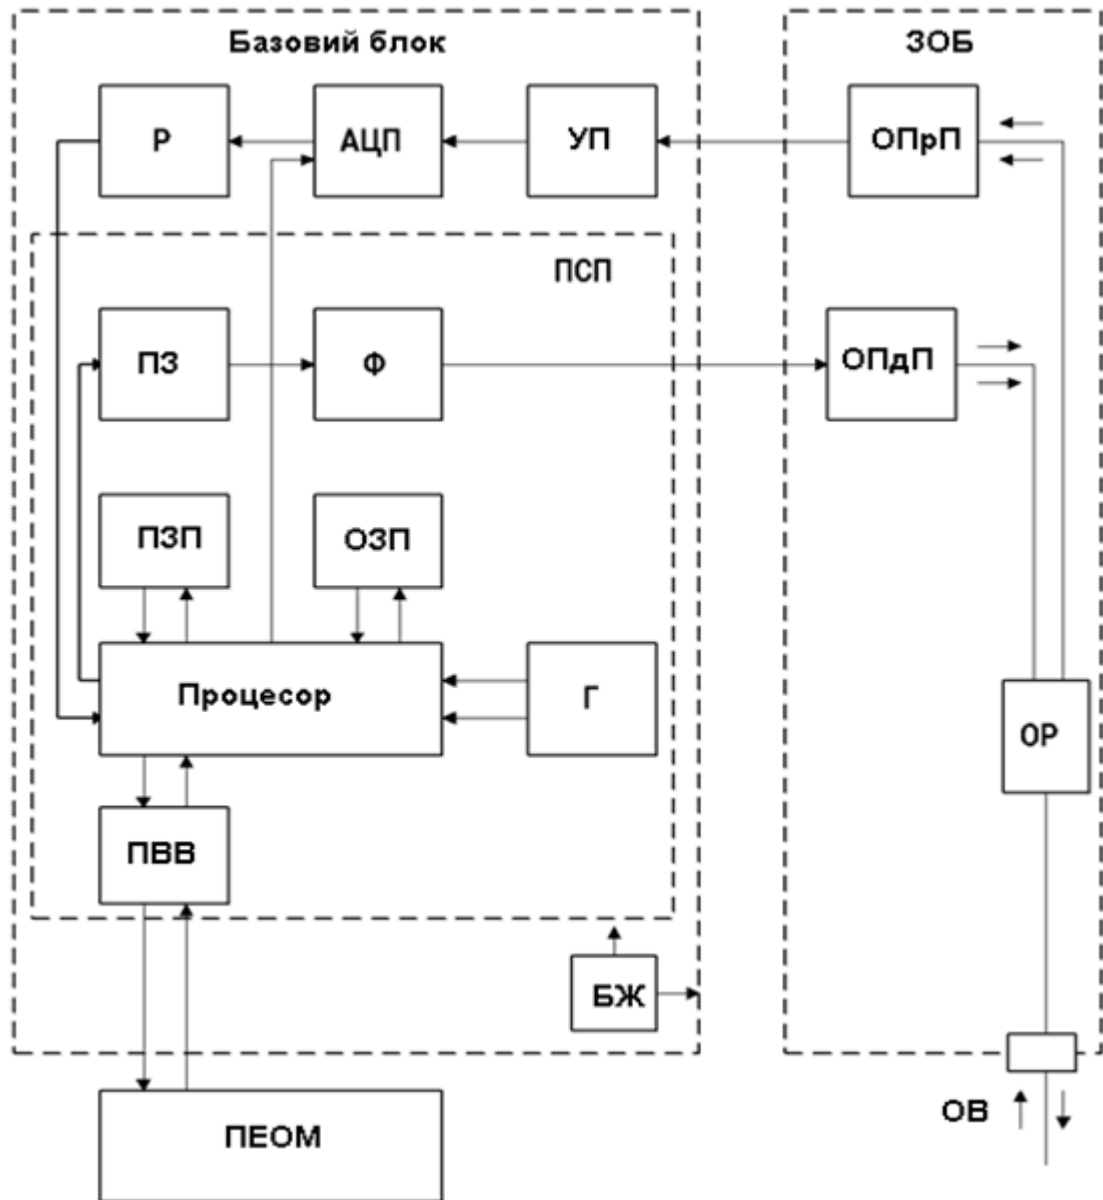 Базовий блок
ЗОБ
Р
АЦП
УП
ОПрП
ПСП
ПЗ
Ф
ОПдП
ПЗП
ОЗП
Процесор
Г
ОР
ПВВ
БЖ
ОВ
ПЕОМ